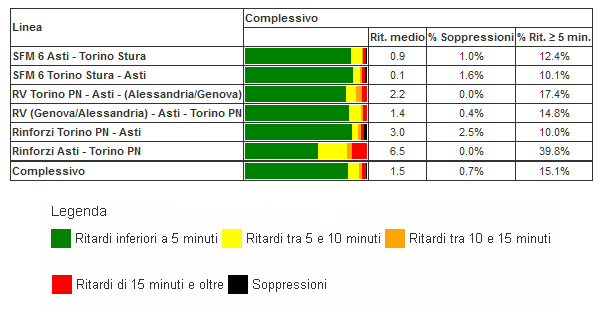 Linea
Complessivo
Rit. medio % Soppressioni % Rit. ≥ 5 min.
SFM 6 Asti - Torino Stura 0.9 1.0% 12.4%
SFM 6 Torino Stura - Asti 0.1 1.6% 10.1%
RV Torino PN - Asti - (Alessandria/Genova) 2.2 0.0% 17.4%
RV (Genova/Alessandria) - Asti - Torino PN 1.4 0.4% 14.8%
Rinforzi Torino PN - Asti 3.0 2.5% 10.0%
Rinforzi Asti - Torino PN 6.5 0.0% 39.8%
Complessivo 1.5 0.7% 15.1%
Legenda
Ritardi inferiori a 5 minuti Ritardi tra 5 e 10 minuti Ritardi tra 10 e 15 minuti
Ritardi di 15 minuti e oltre Soppressioni